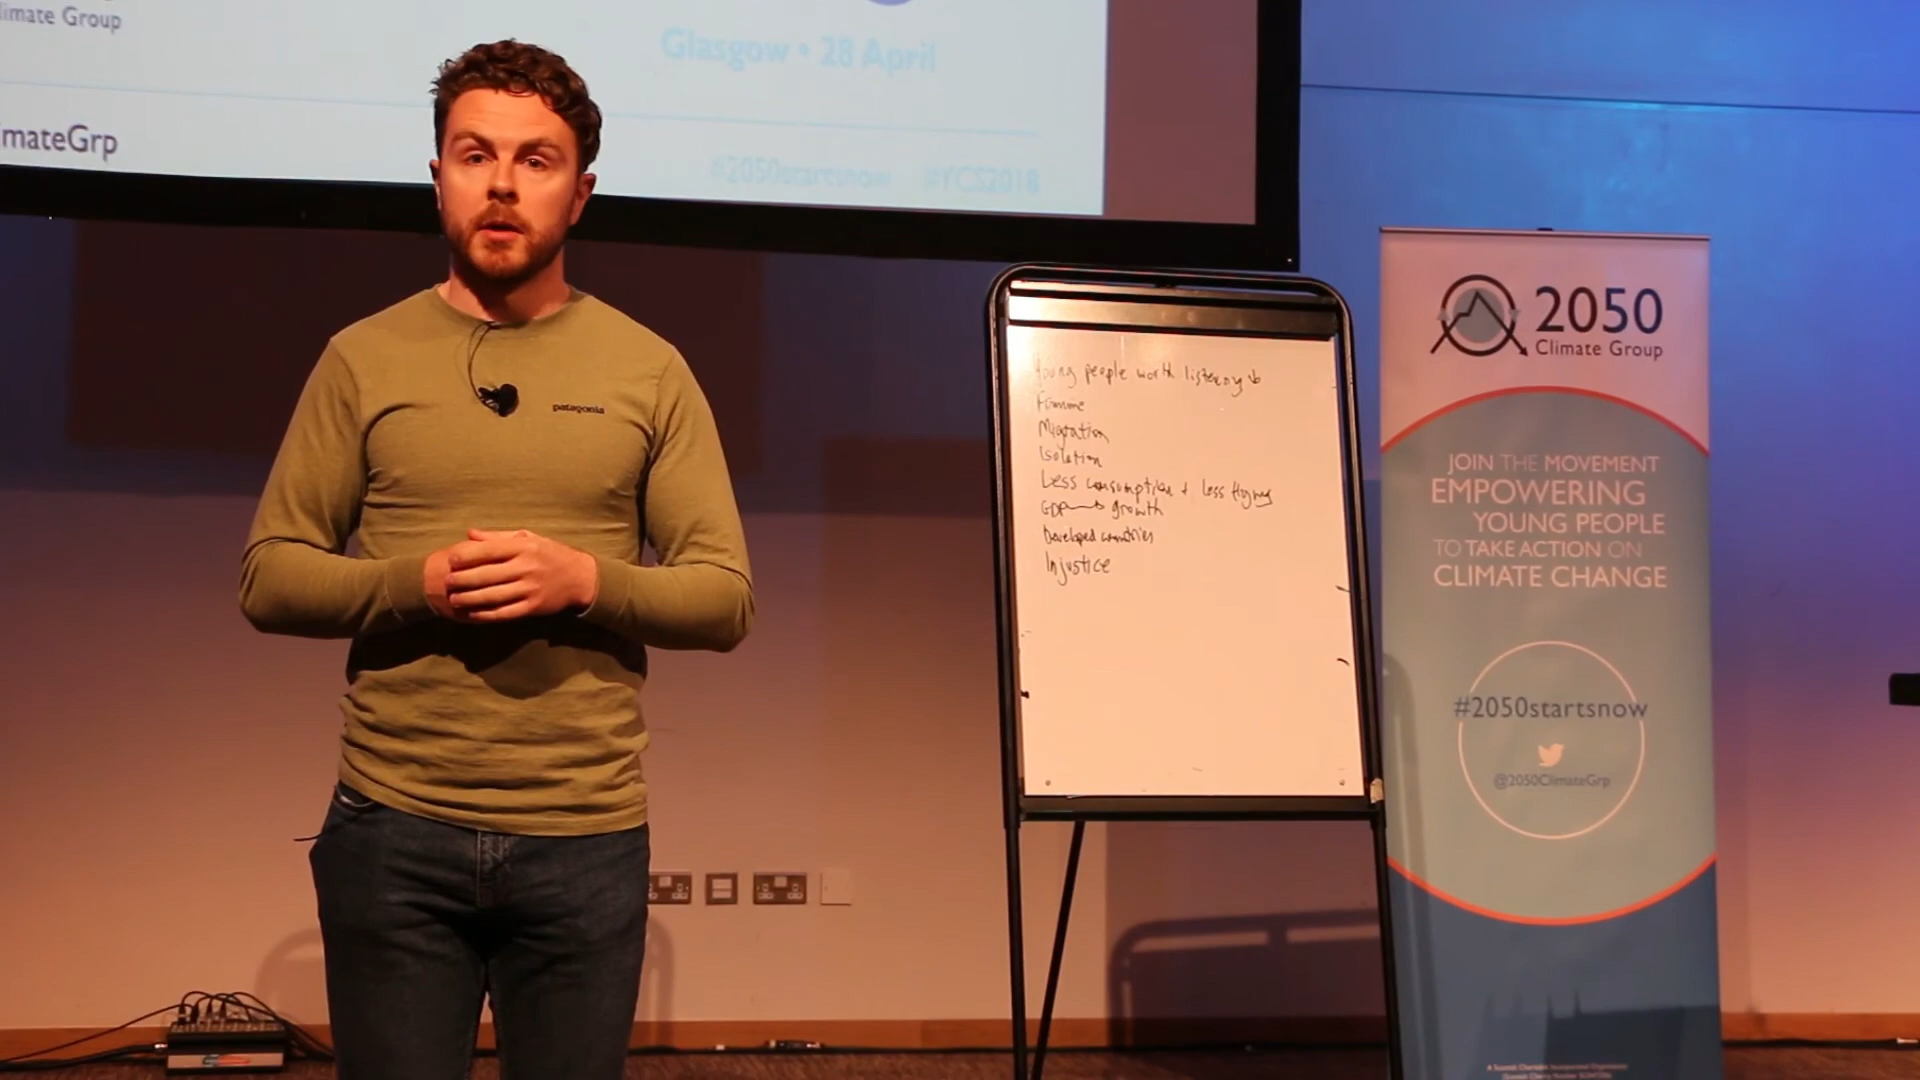 limate Group
Glasgow • 28 April
imateGrp
#2050startsnow #YCS2018
patagonia
Young people worth listening to
Famine
Migration
Isolation
Less consumption + less flying
GDP → growth
Developed countries
Injustice
2050
Climate Group
JOIN THE MOVEMENT
EMPOWERING
YOUNG PEOPLE
TO TAKE ACTION ON
CLIMATE CHANGE
#2050startsnow
@2050ClimateGrp